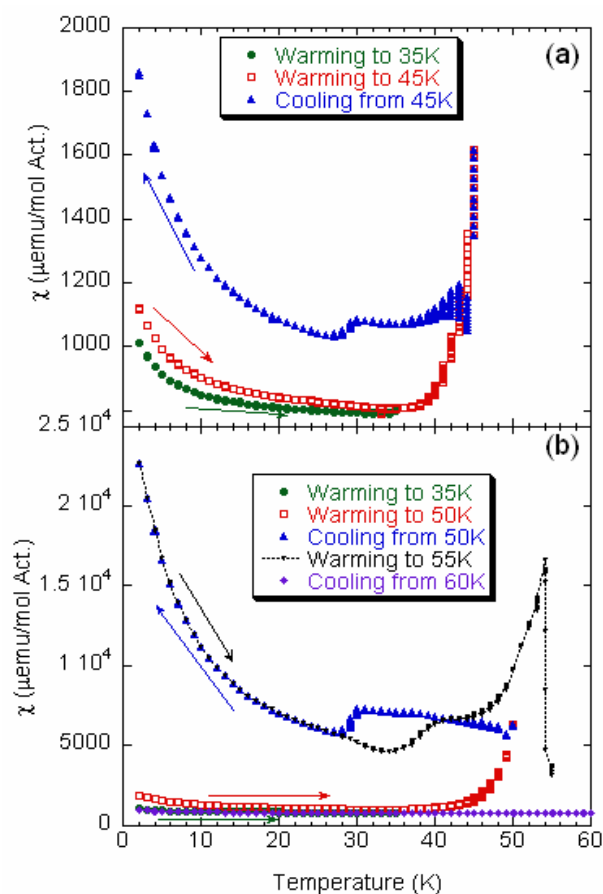 (a)
Warming to 35K
Warming to 45K
Cooling from 45K
2000
1800
1600
1400
1200
1000
χ (µemu/mol Act.)
2.5 10⁴
(b)
Warming to 35K
Warming to 50K
Cooling from 50K
Warming to 55K
Cooling from 60K
2 10⁴
1.5 10⁴
1 10⁴
5000
0
χ (µemu/mol Act.)
0 10 20 30 40 50 60
Temperature (K)